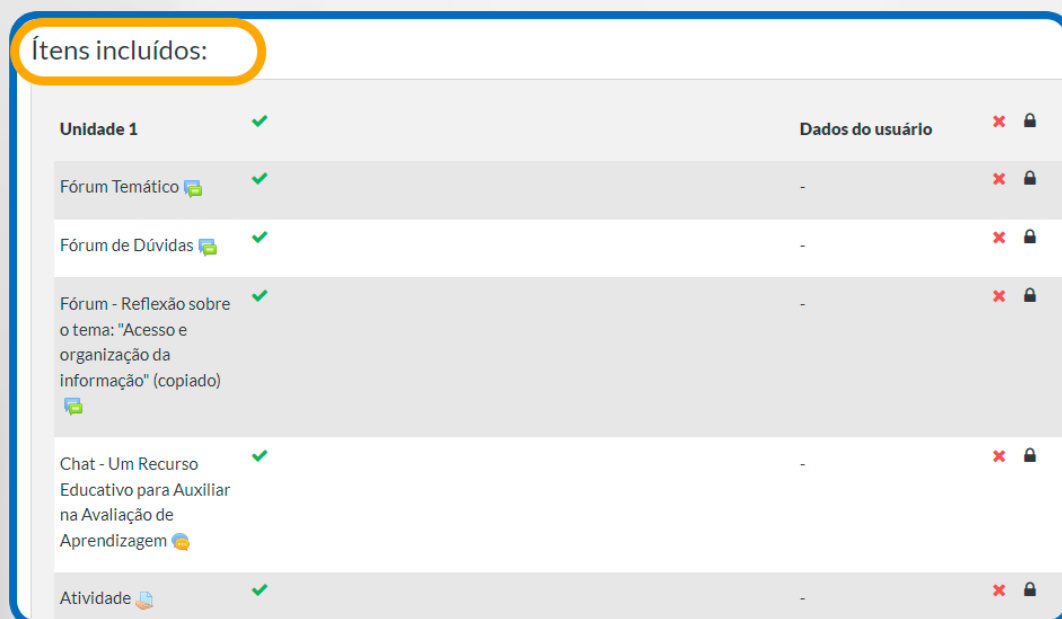 Ítens incluídos:
Unidade 1 Dados do usuário
Fórum Temático -
Fórum de Dúvidas -
Fórum - Reflexão sobre -
o tema: "Acesso e
organização da
informação" (copiado)
Chat - Um Recurso -
Educativo para Auxiliar
na Avaliação de
Aprendizagem
Atividade -